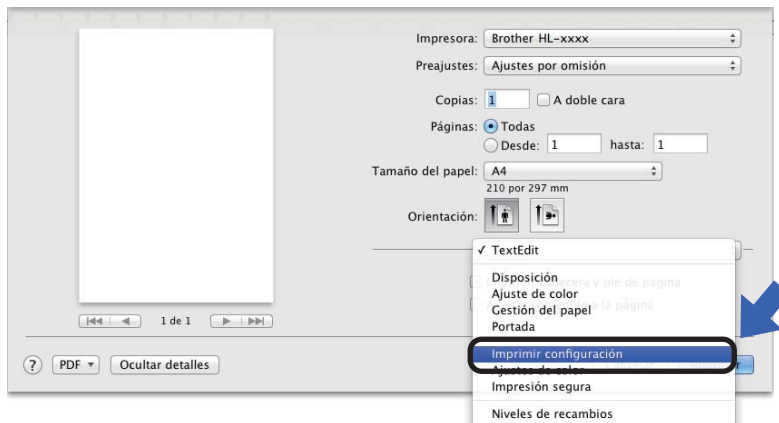 Impresora: Brother HL-xxxx
Preajustes: Ajustes por omisión
Copias: 1 A doble cara
Páginas: Todas
Desde: 1 hasta: 1
Tamaño del papel: A4
210 por 297 mm
Orientación:
✓ TextEdit
Disposición
Ajuste de color
Gestión del papel
Portada
Imprimir configuración
Ajustes de color
Impresión segura
Niveles de recambios
1 de 1
? PDF Ocultar detalles